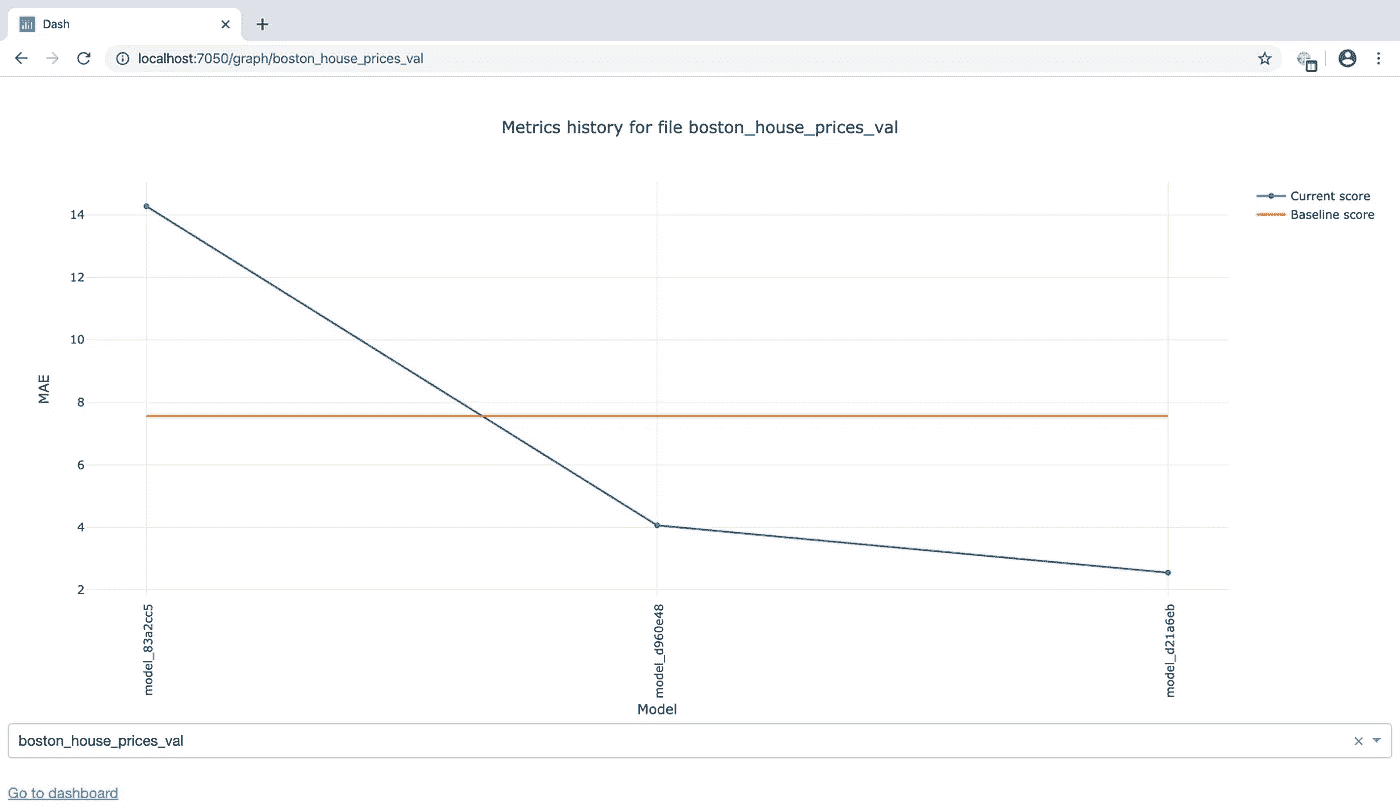 Dash
localhost:7050/graph/boston_house_prices_val
Metrics history for file boston_house_prices_val
Current score
Baseline score
14
12
10
8
6
4
2
MAE
model_83a2cc5
model_d960e48
model_d21a6eb
Model
boston_house_prices_val
Go to dashboard